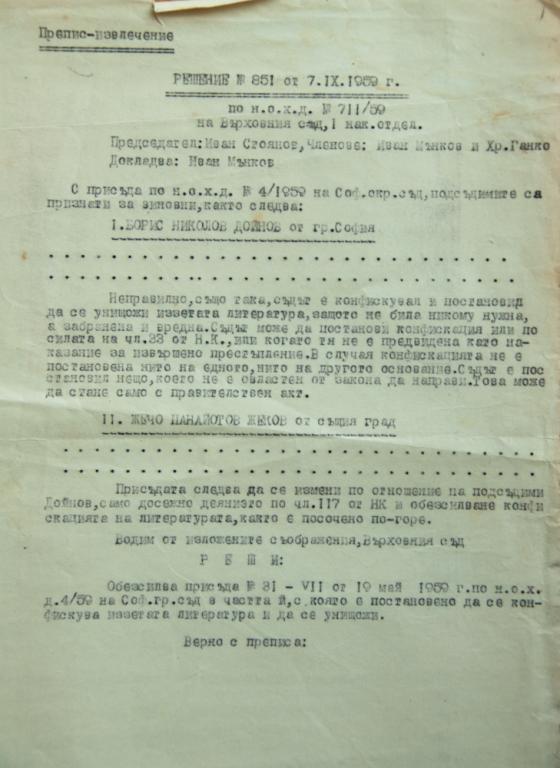 Препис-извлечение
РЕШЕНИЕ № 851 от 7.IX.1959 г.
по н.о.х.д. № 711/59
на Върховния съд,I нак.отдел.
Председател:Иван Стоянов,Членове: Иван Мънков и Хр.Ганко
Докладва: Иван Мънков
С присъда по н.о.х.д. № 4/1959 на Соф.окр.съд,подсъдимите са
признати за виновни,както следва:
I.БОРИС НИКОЛОВ ДОЙНОВ от гр.София
. . . . . . . . . . . . . . . . . . . . . . . . . . . . .
. . . . . . . . . . . . . . . . . . . . . . . . . . . . .
Неправилно,също така,съдът е конфискувал и постановил
да се унищожи иззетата литература,защото не била никому нужна,
а забранена и вредна.Съдът може да постанови конфискация или по
силата на чл.33 от Н.К.,или когато тя не е предвидена като на-
казание за извършено престъпление.В случая конфискацията не е
постановена нито на едното,нито на другото основание.Съдът е пос
становил нещо,което не е овластен от закона да направи.Това може
да стане само с правителствен акт.
II. ЖЕЧО ПАНАЙОТОВ ЖЕКОВ от същия град
. . . . . . . . . . . . . . . . . . . . . . . . . . . . .
. . . . . . . . . . . . . . . . . . . . . . . . . . . . .
Присъдата следва да се измени по отношение на подсъдими
Дойнов,само досежно деянието по чл.117 от НК и обезсилване конфи
скацията на литературата,както е посочено по-горе.
Водим от изложените съображения,Върховния съд
Р Е Ш И:
Обезсилва присъда № 31 - VII от 19 май 1959 г.по н.о.х.
д.4/59 на Соф.гр.съд в частта ѝ,с която е постановено да се кон-
фискува иззетата литература и да се унищожи.
Верно с преписа: